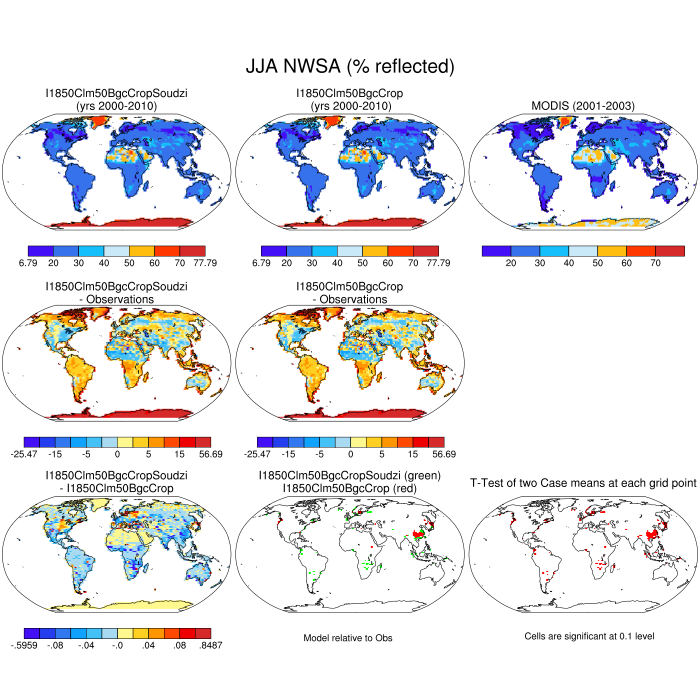 JJA NWSA (% reflected)
I1850Clm50BgcCropSoudzi
(yrs 2000-2010)
I1850Clm50BgcCrop
(yrs 2000-2010)
MODIS (2001-2003)
6.79 20 30 40 50 60 70 77.79
6.79 20 30 40 50 60 70 77.79
20 30 40 50 60 70
I1850Clm50BgcCropSoudzi
- Observations
I1850Clm50BgcCrop
- Observations
-25.47 -15 -5 0 5 15 56.69
-25.47 -15 -5 0 5 15 56.69
I1850Clm50BgcCropSoudzi
- I1850Clm50BgcCrop
I1850Clm50BgcCropSoudzi (green)
I1850Clm50BgcCrop (red)
T-Test of two Case means at each grid point
-.5959 -.08 -.04 -.0 .04 .08 .8487
Model relative to Obs
Cells are significant at 0.1 level